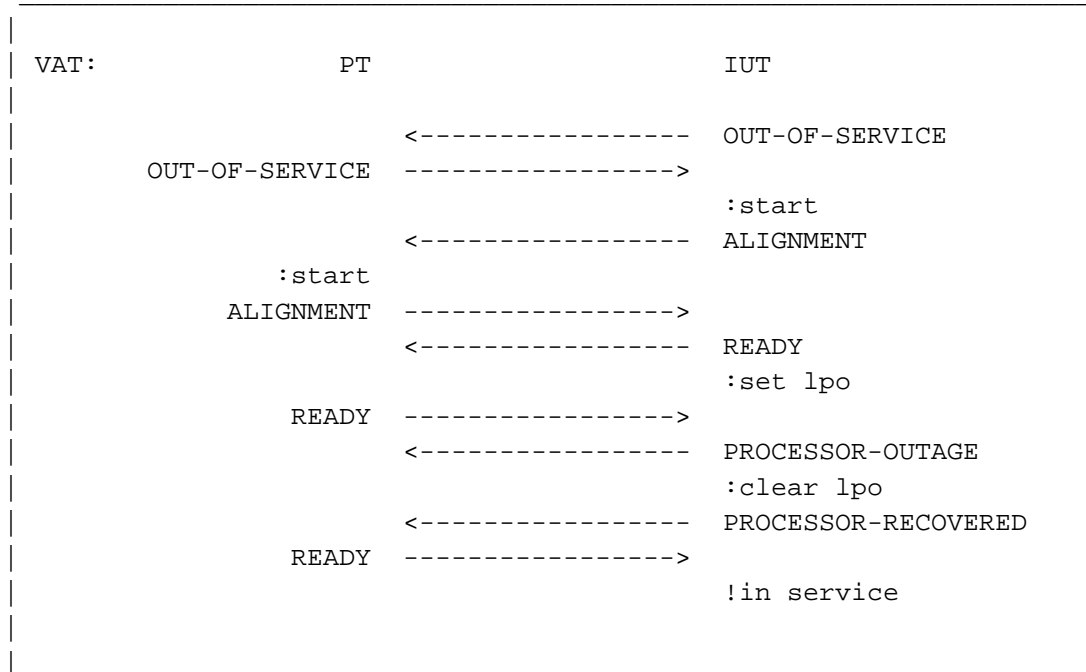 VAT: PT IUT
<----------------- OUT-OF-SERVICE
OUT-OF-SERVICE ----------------->
:start
<----------------- ALIGNMENT
:start
ALIGNMENT ----------------->
<----------------- READY
:set lpo
READY ----------------->
<----------------- PROCESSOR-OUTAGE
:clear lpo
<----------------- PROCESSOR-RECOVERED
READY ----------------->
!in service